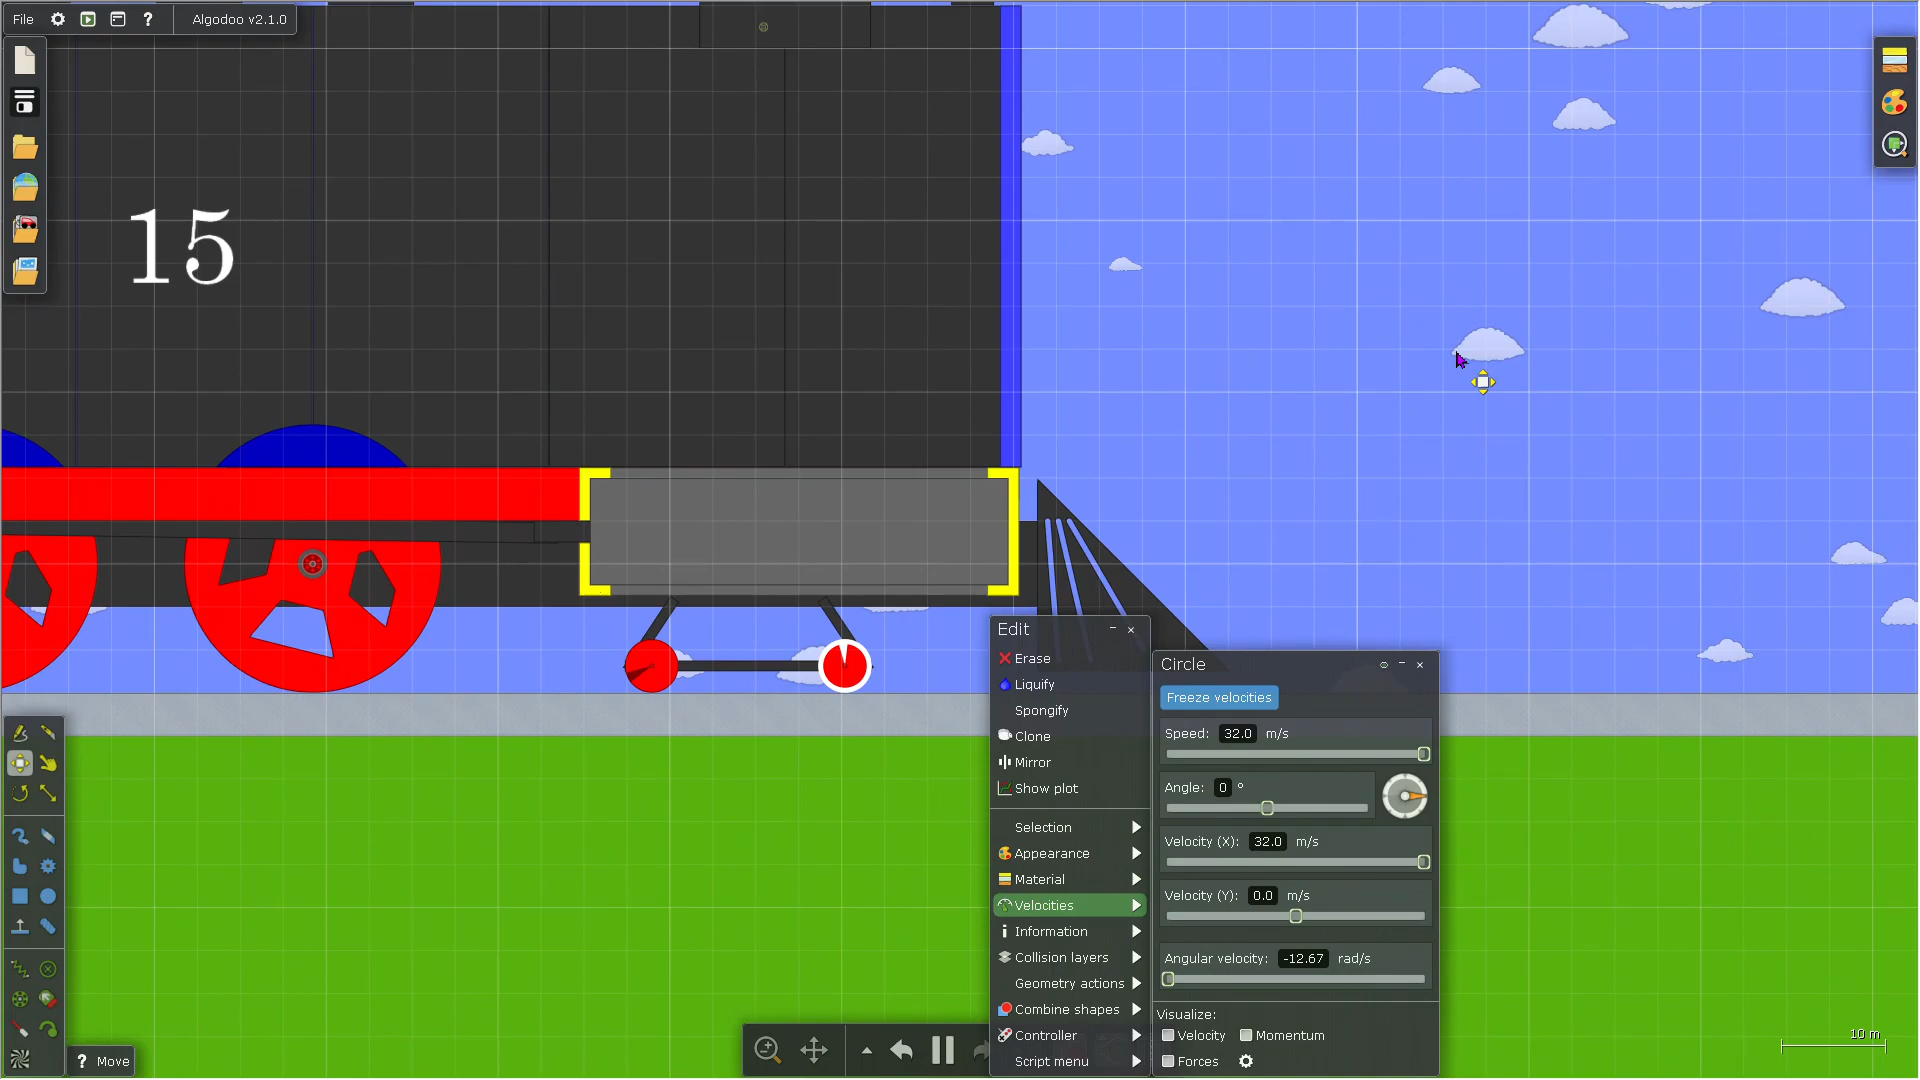 File
?
Algodoo v2.1.0
15
Edit
Erase
Liquify
Spongify
Clone
Mirror
Show plot
Selection
Appearance
Material
Velocities
Information
Collision layers
Geometry actions
Combine shapes
Controller
Script menu
Circle
Freeze velocities
Speed: 32.0 m/s
Angle: 0 °
Velocity (X): 32.0 m/s
Velocity (Y): 0.0 m/s
Angular velocity: -12.67 rad/s
Visualize:
Velocity Momentum
Forces
10 m
? Move